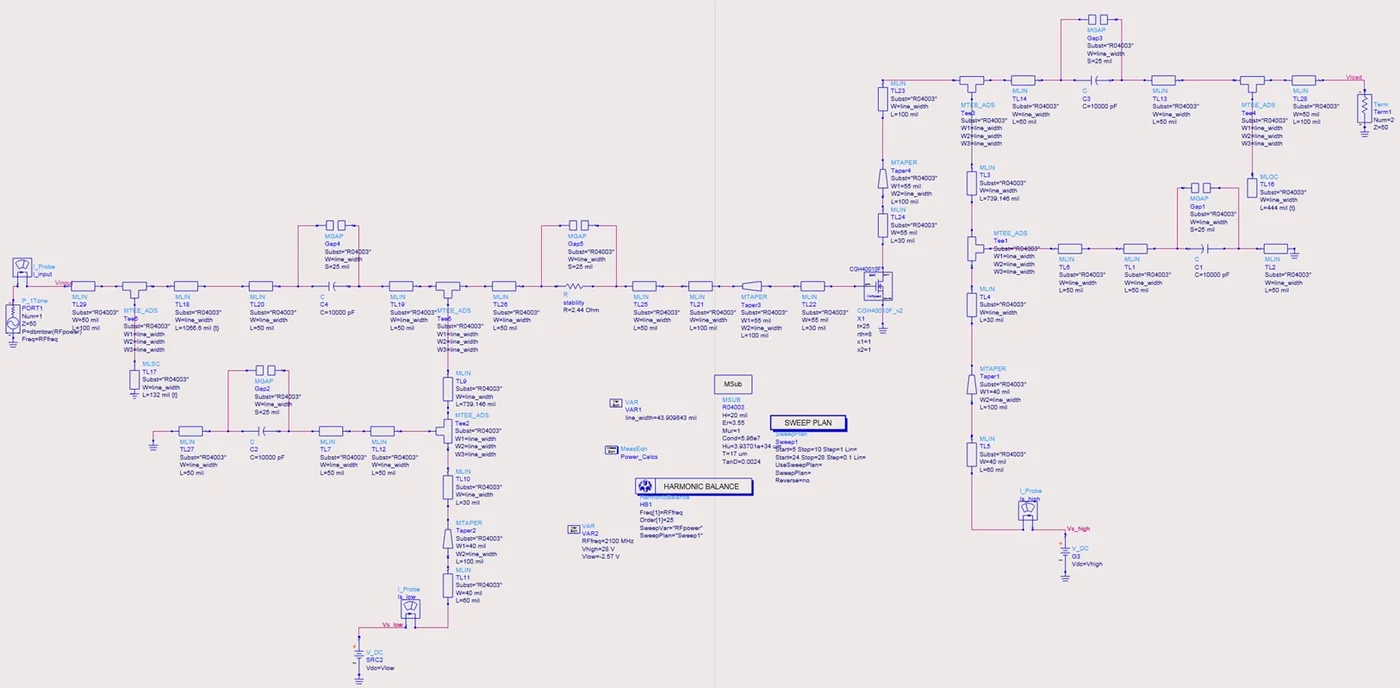 I_Probe
I_input
Vinput
P_1Tone
PORT1
Num=1
Z=50
P=dbmtow(RFpower)
Freq=RFfreq
MLIN
TL29
Subst="R04003"
W=50 mil
L=100 mil
MTEE_ADS
Subst="R04003"
W1=line_width
W2=line_width
W3=line_width
MLSC
TL17
Subst="R04003"
W=line_width
L=132 mil {t}
MLIN
TL18
Subst="R04003"
W=line_width
L=1066.6 mil {t}
MLIN
TL20
Subst="R04003"
W=line_width
L=50 mil
MGAP
Gap4
Subst="R04003"
W=line_width
S=25 mil
C
C4
C=10000 pF
MLIN
TL19
Subst="R04003"
W=line_width
L=50 mil
MTEE_ADS
Subst="R04003"
W1=line_width
W2=line_width
W3=line_width
MLIN
TL26
Subst="R04003"
W=line_width
L=50 mil
MGAP
Gap5
Subst="R04003"
W=line_width
S=25 mil
R
stability
R=2.44 Ohm
MLIN
TL25
Subst="R04003"
W=line_width
L=50 mil
MLIN
TL21
Subst="R04003"
W=line_width
L=100 mil
MTAPER
Taper3
Subst="R04003"
W1=55 mil
W2=line_width
L=100 mil
MLIN
TL22
Subst="R04003"
W=55 mil
L=30 mil
CGH40010F
CGH40010F_v2
X1
t=25
rth=8
x1=1
x2=1
MLIN
TL23
Subst="R04003"
W=line_width
L=100 mil
MTAPER
Taper4
Subst="R04003"
W1=55 mil
W2=line_width
L=100 mil
MLIN
TL24
Subst="R04003"
W=55 mil
L=30 mil
MTEE_ADS
Tee3
Subst="R04003"
W1=line_width
W2=line_width
W3=line_width
MLIN
TL14
Subst="R04003"
W=line_width
L=50 mil
MGAP
Gap3
Subst="R04003"
W=line_width
S=25 mil
C
C3
C=10000 pF
MLIN
TL13
Subst="R04003"
W=line_width
L=50 mil
MTEE_ADS
Tee4
Subst="R04003"
W1=line_width
W2=line_width
W3=line_width
MLIN
TL28
Subst="R04003"
W=50 mil
L=100 mil
Vload
Term
Term1
Num=2
Z=50
MLOC
TL16
Subst="R04003"
W=line_width
L=444 mil {t}
MLIN
TL3
Subst="R04003"
W=line_width
L=739.146 mil
MTEE_ADS
Tee1
Subst="R04003"
W1=line_width
W2=line_width
W3=line_width
MLIN
TL6
Subst="R04003"
W=line_width
L=50 mil
MLIN
TL1
Subst="R04003"
W=line_width
L=50 mil
MGAP
Gap1
Subst="R04003"
W=line_width
S=25 mil
C
C1
C=10000 pF
MLIN
TL2
Subst="R04003"
W=line_width
L=50 mil
MLIN
TL4
Subst="R04003"
W=line_width
L=30 mil
MTAPER
Taper1
Subst="R04003"
W1=40 mil
W2=line_width
L=100 mil
MLIN
TL5
Subst="R04003"
W=40 mil
L=60 mil
I_Probe
Is_high
Vs_high
V_DC
G3
Vdc=Vhigh
MLIN
TL9
Subst="R04003"
W=line_width
L=739.146 mil
MTEE_ADS
Tee2
Subst="R04003"
W1=line_width
W2=line_width
W3=line_width
MGAP
Gap2
Subst="R04003"
W=line_width
S=25 mil
MLIN
TL27
Subst="R04003"
W=line_width
L=50 mil
C
C2
C=10000 pF
MLIN
TL7
Subst="R04003"
W=line_width
L=50 mil
MLIN
TL12
Subst="R04003"
W=line_width
L=50 mil
MLIN
TL10
Subst="R04003"
W=line_width
L=30 mil
MTAPER
Taper2
Subst="R04003"
W1=40 mil
W2=line_width
L=100 mil
MLIN
TL11
Subst="R04003"
W=40 mil
L=60 mil
I_Probe
Is_low
Vs_low
V_DC
SRC2
Vdc=Vlow
VAR
VAR1
line_width=43.909843 mil
MeasEqn
Power_Calcs
HARMONIC BALANCE
HarmonicBalance
HB1
Freq[1]=RFfreq
Order[1]=25
SweepVar="RFpower"
SweepPlan="Sweep1"
VAR
VAR2
RFfreq=2100 MHz
Vhigh=28 V
Vlow=-2.57 V
MSub
MSUB
R04003
H=20 mil
Er=3.55
Mur=1
Cond=5.96e7
Hu=3.93701e+34 um
T=17 um
TanD=0.0024
SWEEP PLAN
SweepPlan
Sweep1
Start=5 Stop=10 Step=1 Lin=
Start=24 Stop=28 Step=0.1 Lin=
UseSweepPlan=
SweepPlan=
Reverse=no